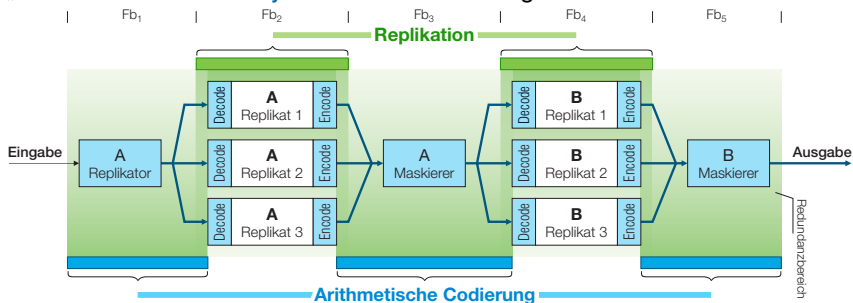 Fb1
Fb2
Fb3
Fb4
Fb5
Replikation
Eingabe
A
Replikator
Decode
A
Replikat 1
Encode
Decode
A
Replikat 2
Encode
Decode
A
Replikat 3
Encode
A
Maskierer
Decode
B
Replikat 1
Encode
Decode
B
Replikat 2
Encode
Decode
B
Replikat 3
Encode
B
Maskierer
Ausgabe
Redundanzbereich
Arithmetische Codierung